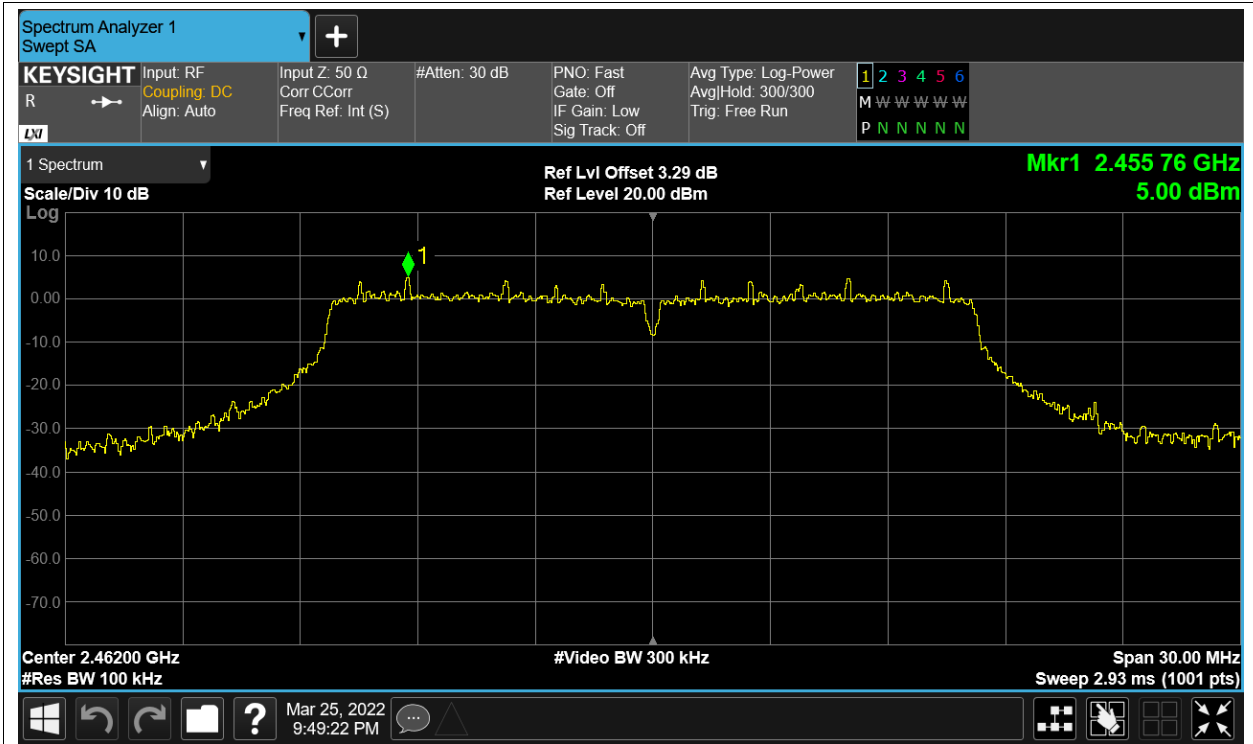 Spectrum Analyzer 1
Swept SA
KEYSIGHT
R
LXI
Input: RF
Coupling: DC
Align: Auto
Input Z: 50 Ω
Corr CCorr
Freq Ref: Int (S)
#Atten: 30 dB
PNO: Fast
Gate: Off
IF Gain: Low
Sig Track: Off
Avg Type: Log-Power
Avg|Hold: 300/300
Trig: Free Run
1 2 3 4 5 6
M W W W W W
P N N N N N
1 Spectrum
Scale/Div 10 dB
Log
Ref Lvl Offset 3.29 dB
Ref Level 20.00 dBm
Mkr1 2.455 76 GHz
5.00 dBm
1
10.0
0.00
-10.0
-20.0
-30.0
-40.0
-50.0
-60.0
-70.0
Center 2.46200 GHz
#Video BW 300 kHz
Span 30.00 MHz
#Res BW 100 kHz
Sweep 2.93 ms (1001 pts)
?
Mar 25, 2022
9:49:22 PM